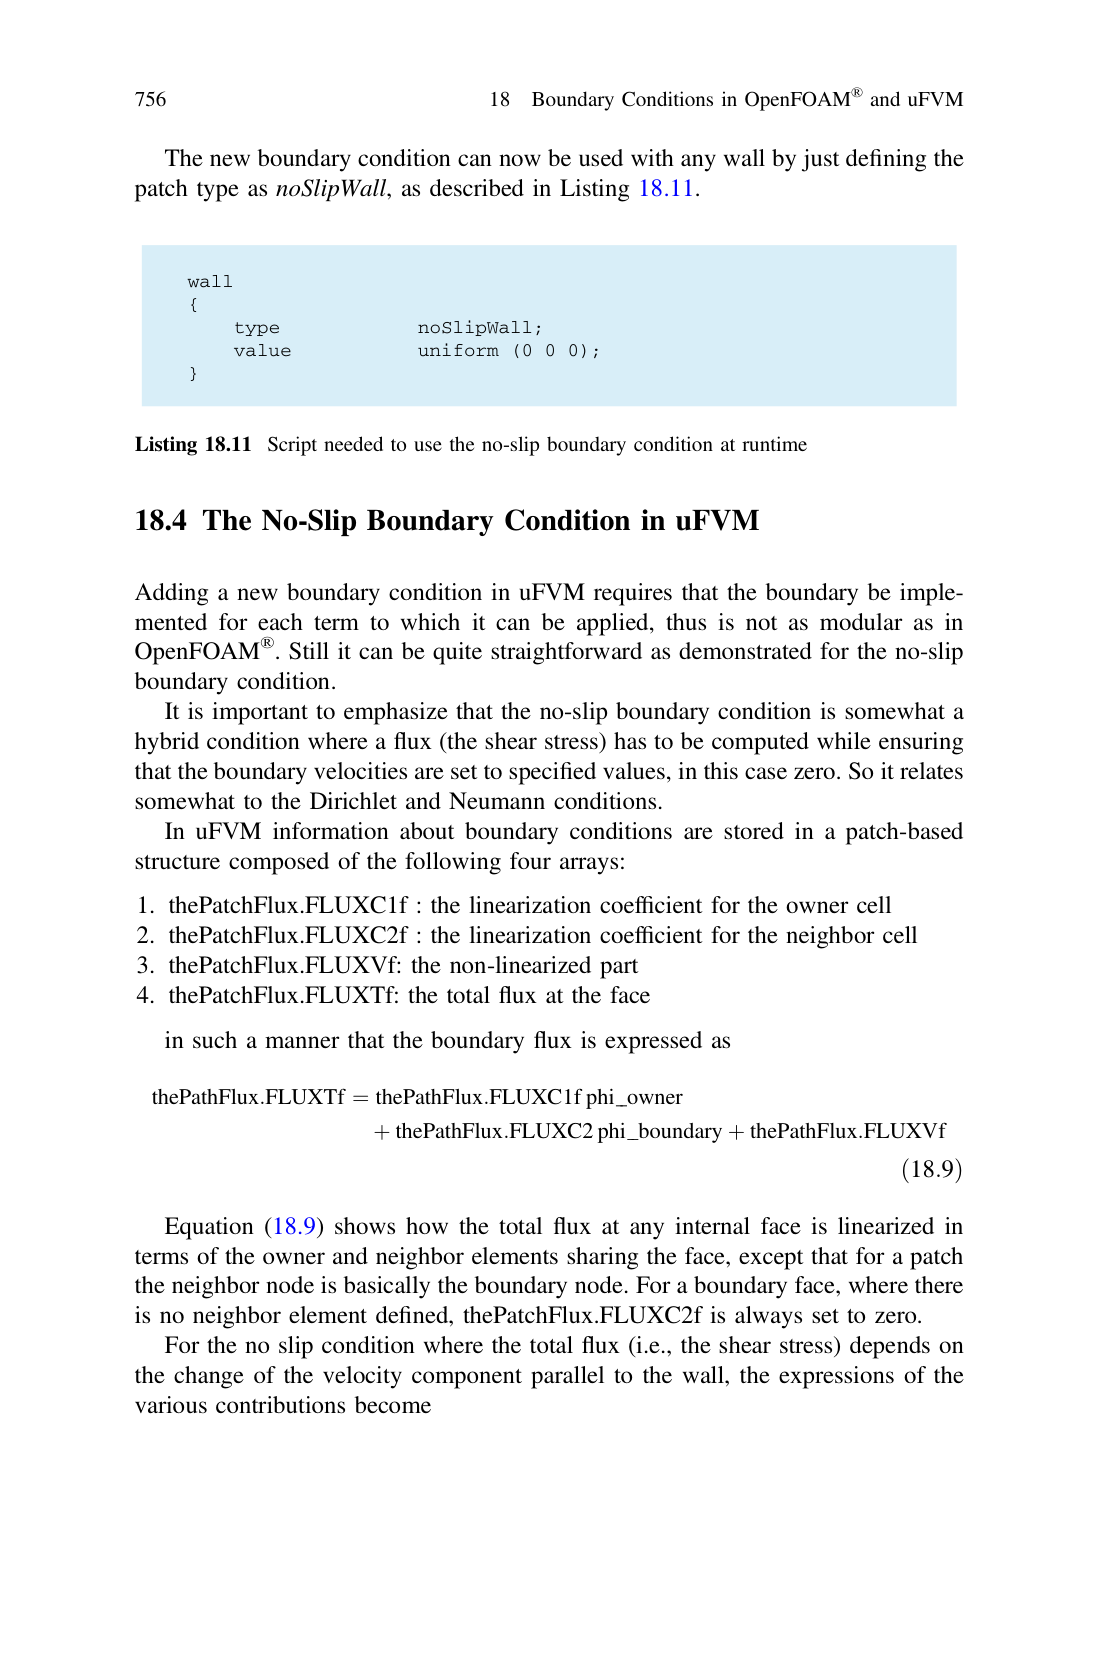 756 18 Boundary Conditions in OpenFOAM® and uFVM
The new boundary condition can now be used with any wall by just defining the
patch type as noSlipWall, as described in Listing 18.11.
wall
{
type noSlipWall;
value uniform (0 0 0);
}
Listing 18.11 Script needed to use the no-slip boundary condition at runtime
18.4 The No-Slip Boundary Condition in uFVM
Adding a new boundary condition in uFVM requires that the boundary be imple-
mented for each term to which it can be applied, thus is not as modular as in
OpenFOAM®. Still it can be quite straightforward as demonstrated for the no-slip
boundary condition.
It is important to emphasize that the no-slip boundary condition is somewhat a
hybrid condition where a flux (the shear stress) has to be computed while ensuring
that the boundary velocities are set to specified values, in this case zero. So it relates
somewhat to the Dirichlet and Neumann conditions.
In uFVM information about boundary conditions are stored in a patch-based
structure composed of the following four arrays:
1. thePatchFlux.FLUXC1f : the linearization coefficient for the owner cell
2. thePatchFlux.FLUXC2f : the linearization coefficient for the neighbor cell
3. thePatchFlux.FLUXVf: the non-linearized part
4. thePatchFlux.FLUXTf: the total flux at the face
in such a manner that the boundary flux is expressed as
thePathFlux.FLUXTf = thePathFlux.FLUXC1f phi_owner
+ thePathFlux.FLUXC2 phi_boundary + thePathFlux.FLUXVf
(18.9)
Equation (18.9) shows how the total flux at any internal face is linearized in
terms of the owner and neighbor elements sharing the face, except that for a patch
the neighbor node is basically the boundary node. For a boundary face, where there
is no neighbor element defined, thePatchFlux.FLUXC2f is always set to zero.
For the no slip condition where the total flux (i.e., the shear stress) depends on
the change of the velocity component parallel to the wall, the expressions of the
various contributions become